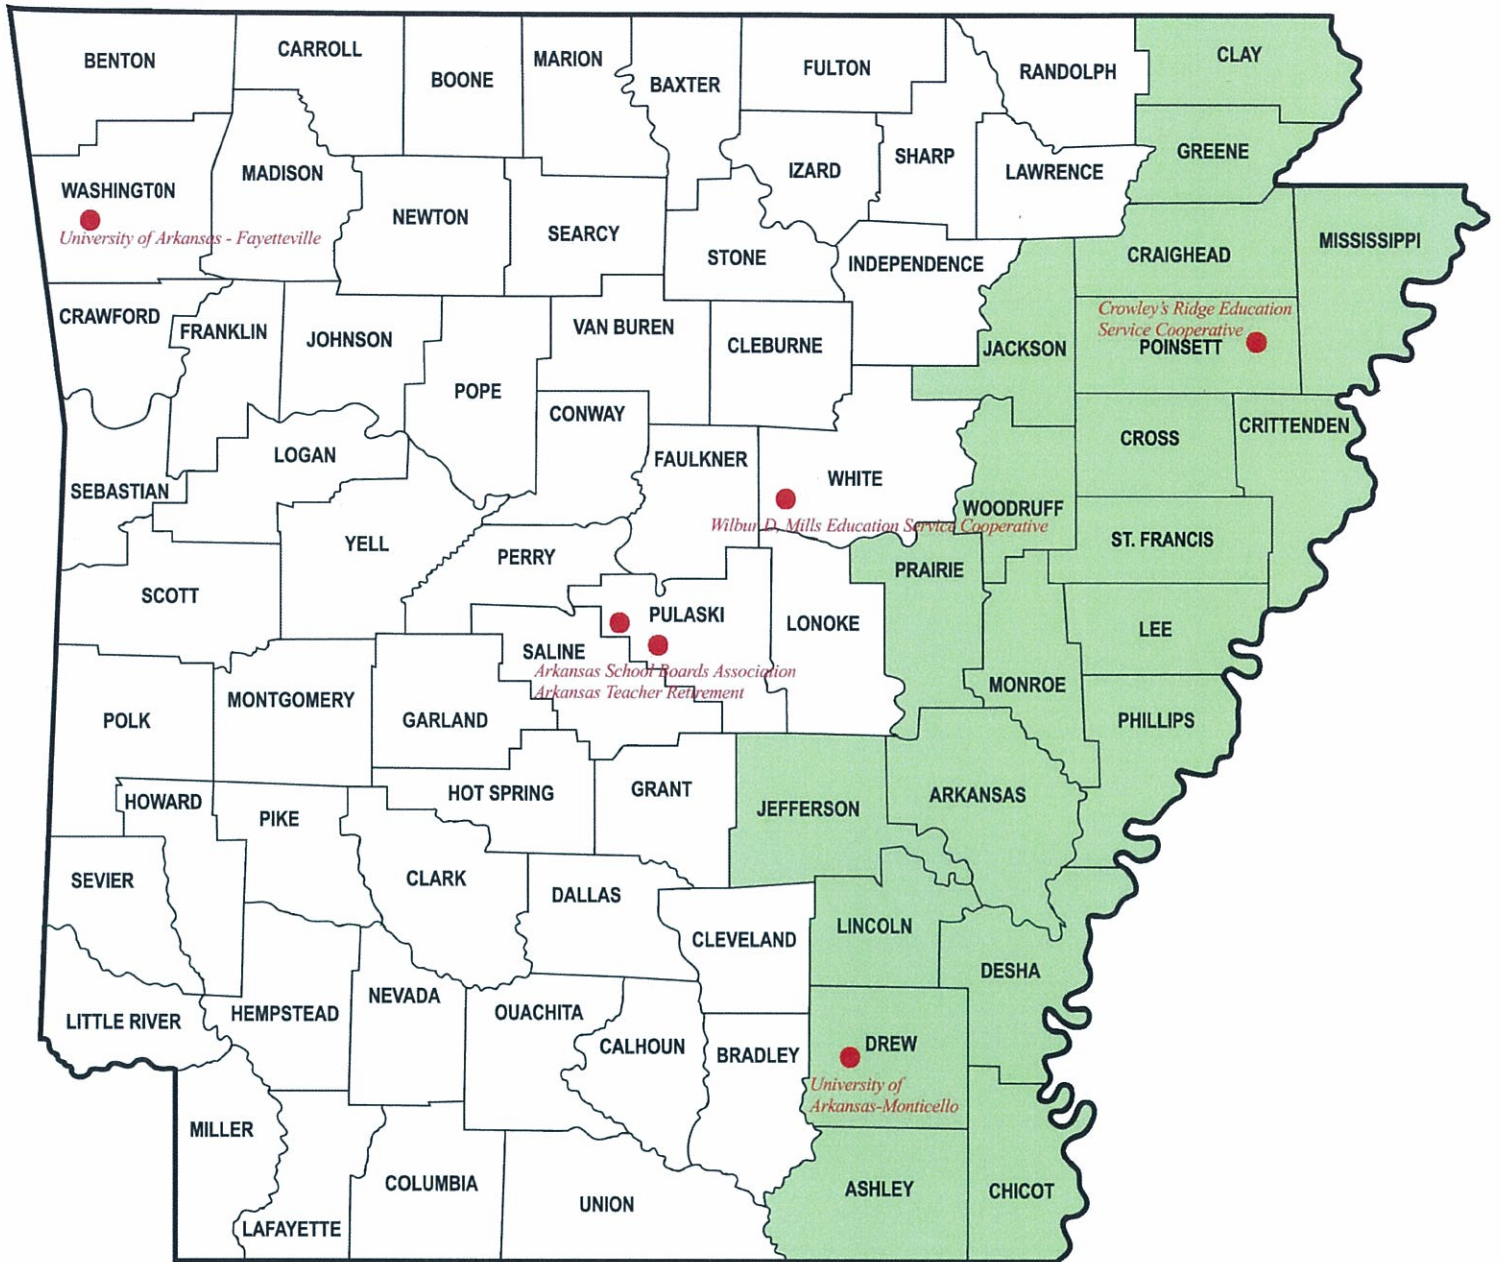 BENTON
CARROLL
BOONE
MARION
BAXTER
FULTON
RANDOLPH
CLAY
WASHINGT0N
MADISON
NEWTON
SEARCY
STONE
IZARD
SHARP
LAWRENCE
GREENE
University of Arkansas - Fayetteville
INDEPENDENCE
CRAIGHEAD
MISSISSIPPI
CRAWFORD
FRANKLIN
JOHNSON
POPE
VAN BUREN
CLEBURNE
JACKSON
Crowley's Ridge Education
Service Cooperative
POINSETT
CONWAY
LOGAN
SEBASTIAN
FAULKNER
WHITE
CROSS
CRITTENDEN
WOODRUFF
Wilbur D. Mills Education Service Cooperative
YELL
PERRY
PRAIRIE
ST. FRANCIS
SCOTT
PULASKI
LONOKE
LEE
SALINE
Arkansas School Boards Association
Arkansas Teacher Retirement
MONROE
POLK
MONTGOMERY
GARLAND
PHILLIPS
HOWARD
PIKE
HOT SPRING
GRANT
JEFFERSON
ARKANSAS
SEVIER
CLARK
DALLAS
CLEVELAND
LINCOLN
DESHA
LITTLE RIVER
HEMPSTEAD
NEVADA
OUACHITA
CALHOUN
BRADLEY
DREW
University of
Arkansas-Monticello
MILLER
LAFAYETTE
COLUMBIA
UNION
ASHLEY
CHICOT